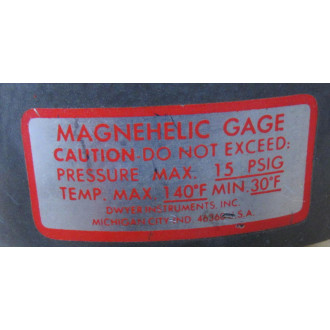 MAGNEHELIC GAGE
CAUTION-DO NOT EXCEED:
PRESSURE MAX. 15 PSIG
TEMP. MAX. 140°F MIN. 30°F
DWYER INSTRUMENTS, INC.
MICHIGAN CITY, IND. 46360 U.S.A.